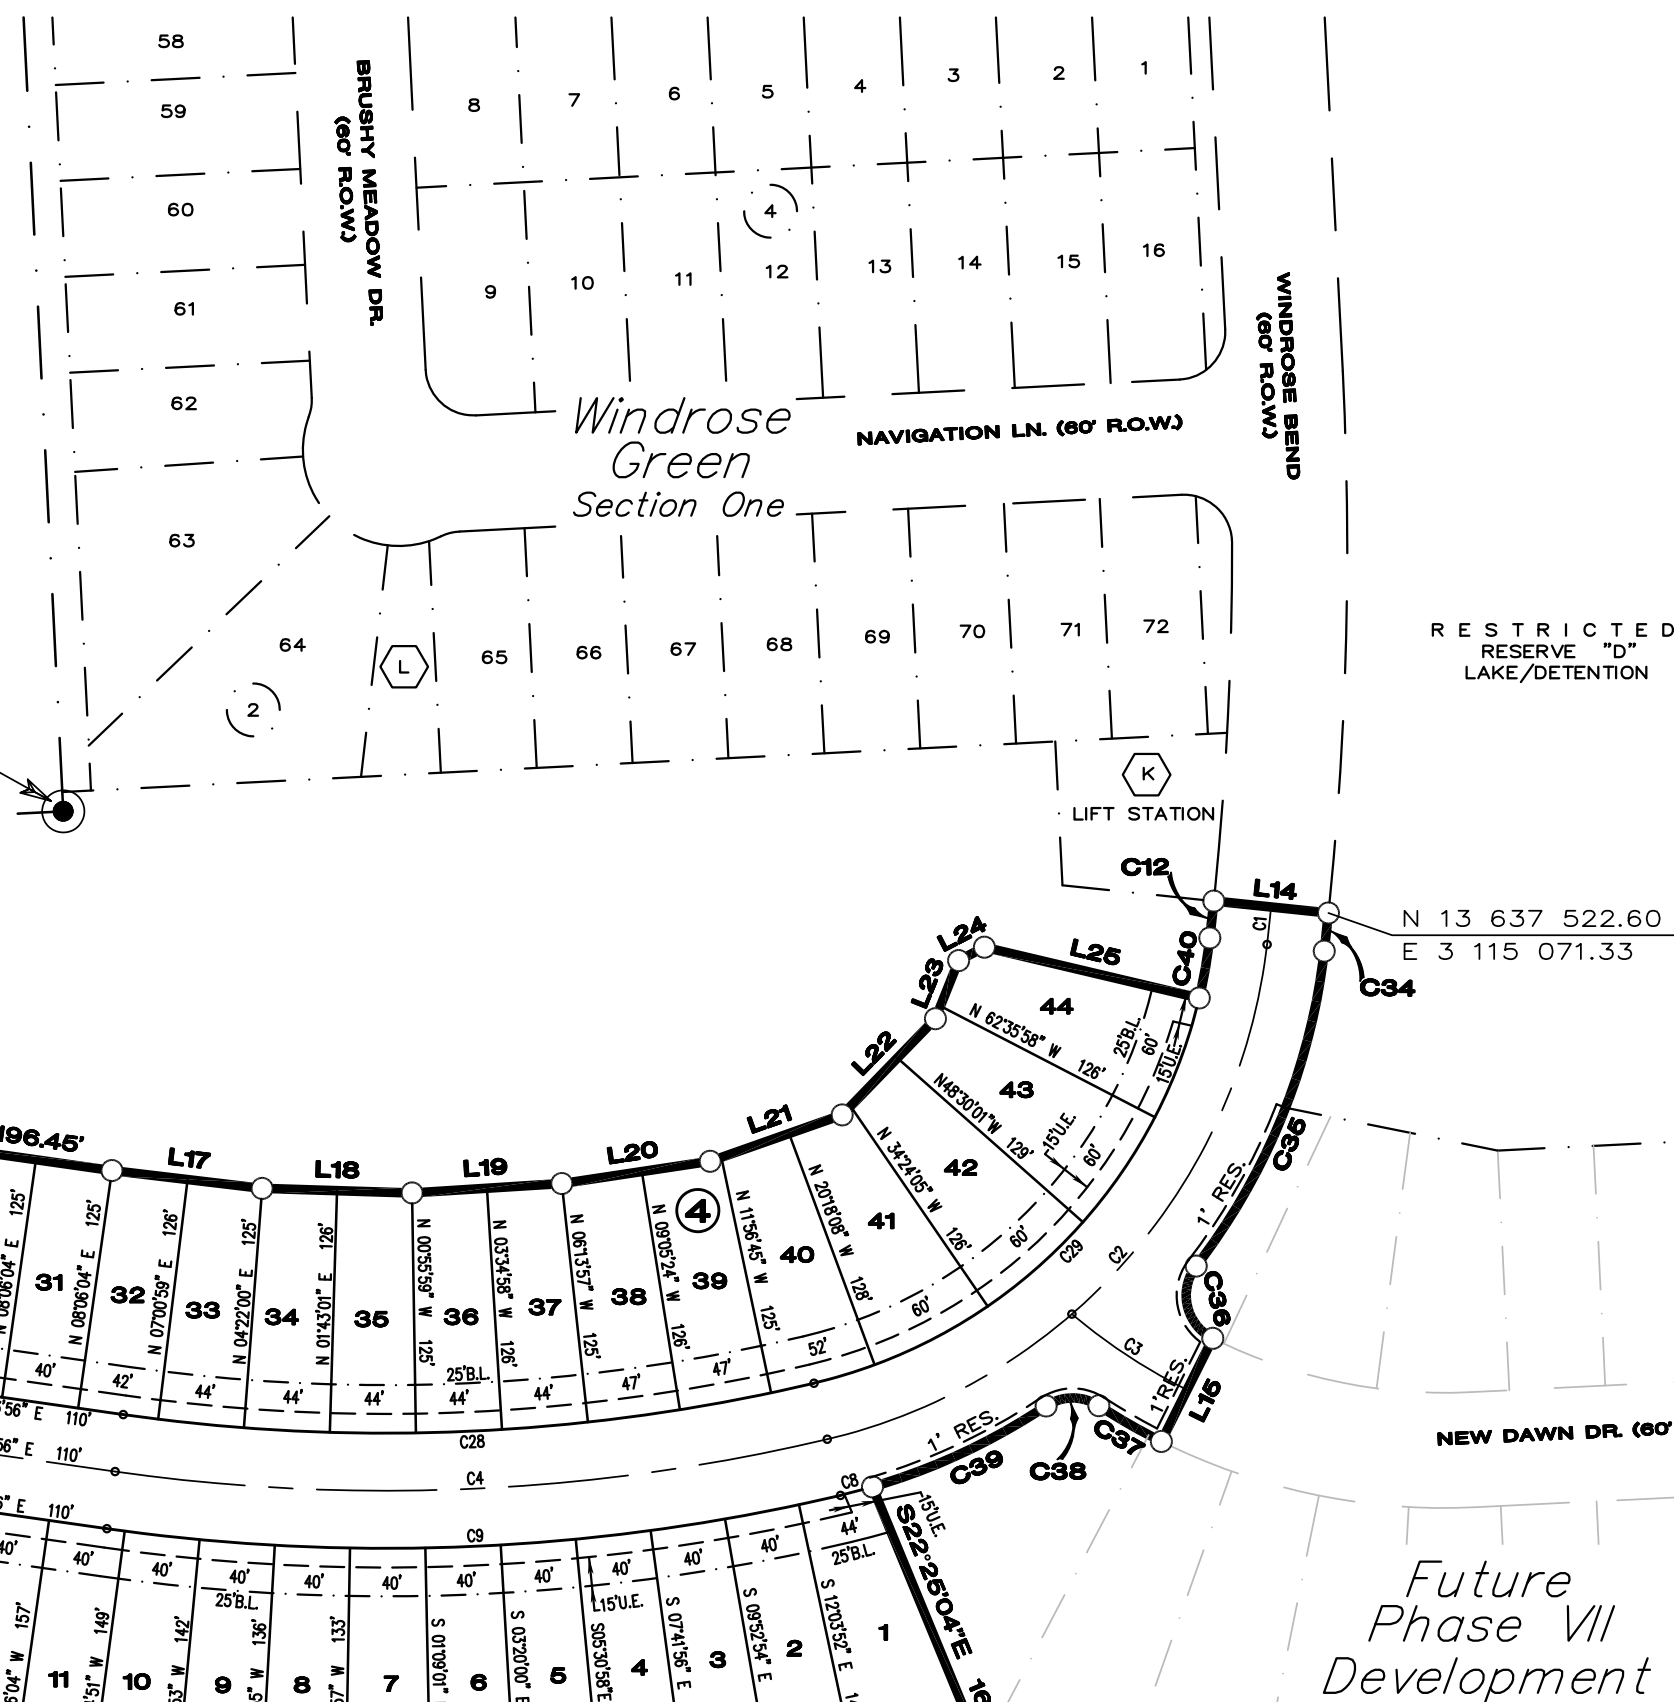 58
59
60
61
62
63
64
BRUSHY MEADOW DR.
(60' R.O.W.)
8
7
6
5
4
3
2
1
4
9
10
11
12
13
14
15
16
WINDROSE BEND
(60' R.O.W.)
Windrose
Green
Section One
NAVIGATION LN. (60' R.O.W.)
2
L
65
66
67
68
69
70
71
72
RESTRICTED
RESERVE "D"
LAKE/DETENTION
K
LIFT STATION
C12
L14
N 13 637 522.60
E 3 115 071.33
C1
C40
C34
L24
L25
L23
L22
L21
L20
L19
L18
L17
196.45'
44
N 62°35'58" W
126'
25'B.L.
60'
15'U.E.
43
N48°30'01"W
129'
15'U.E.
60'
42
N 34°24'05" W
126'
60'
C29
C2
C35
1' RES.
C36
C3
1'RES.
L15
C37
C38
C39
1' RES.
41
N 20°18'08" W
128'
60'
40
N 11°56'45" W
125'
52'
4
39
N 09°05'24" W
126'
47'
38
N 06°13'57" W
125'
47'
37
N 03°34'58" W
126'
44'
36
N 00°55'59" W
125'
44'
25'B.L.
35
44'
N 01°43'01" E
126'
34
44'
N 04°22'00" E
125'
33
44'
N 07°00'59" E
126'
32
42'
N 08°06'04" E
125'
31
40'
N 08°06'04" E
125'
'56" E 110'
56" E 110'
" E 110'
C28
C4
C9
C8
NEW DAWN DR. (60'
40'
40'
40'
40'
40'
40'
40'
40'
40'
40'
40'
44'
25'B.L.
25'B.L.
15'U.E.
15'U.E.
S22°25'04"E
1
S 12°03'52" E
2
S 09°52'54" E
3
S 07°41'56" E
4
S05°30'58"E
5
S 03°20'00" E
6
S 01°09'01"
7
133'
8
136'
9
142'
10
149'
11
157'
Future
Phase VII
Development